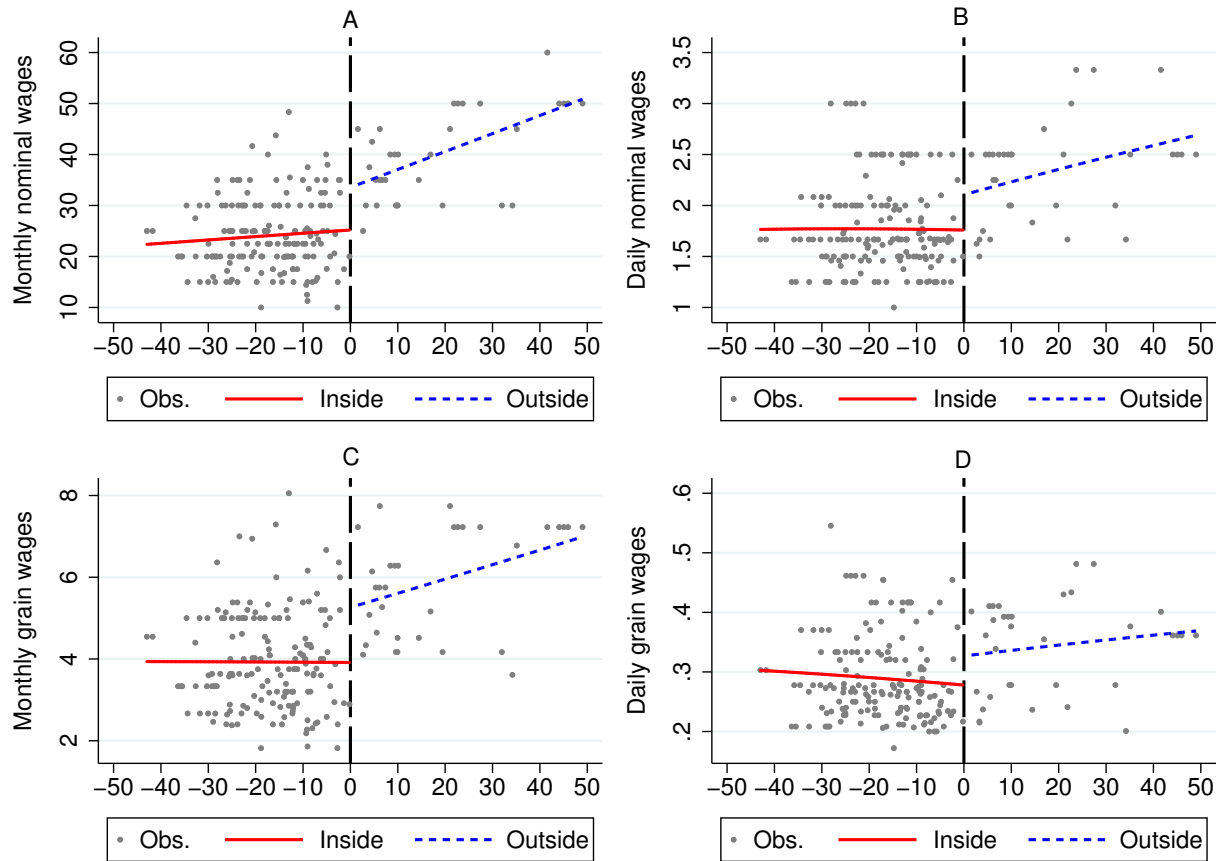 A
Monthly nominal wages
60
50
40
30
20
10
−50 −40 −30 −20 −10 0 10 20 30 40 50
Obs. Inside Outside
B
Daily nominal wages
3.5
3
2.5
2
1.5
1
−50 −40 −30 −20 −10 0 10 20 30 40 50
Obs. Inside Outside
C
Monthly grain wages
8
6
4
2
−50 −40 −30 −20 −10 0 10 20 30 40 50
Obs. Inside Outside
D
Daily grain wages
.6
.5
.4
.3
.2
−50 −40 −30 −20 −10 0 10 20 30 40 50
Obs. Inside Outside